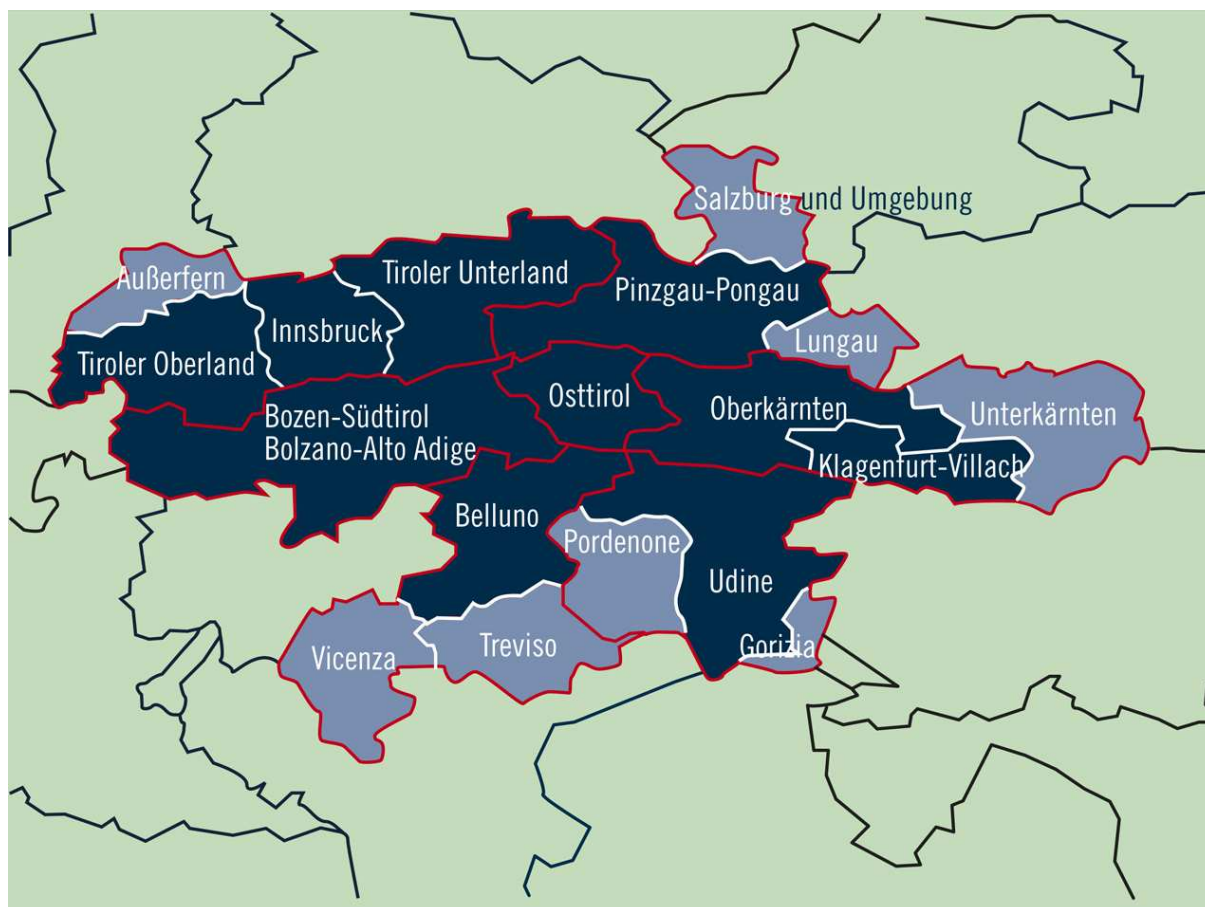 Salzburg und Umgebung
Außerfern
Tiroler Unterland
Pinzgau-Pongau
Innsbruck
Lungau
Tiroler Oberland
Osttirol
Oberkärnten
Unterkärnten
Bozen-Südtirol
Bolzano-Alto Adige
Klagenfurt-Villach
Belluno
Pordenone
Udine
Vicenza
Treviso
Gorizia